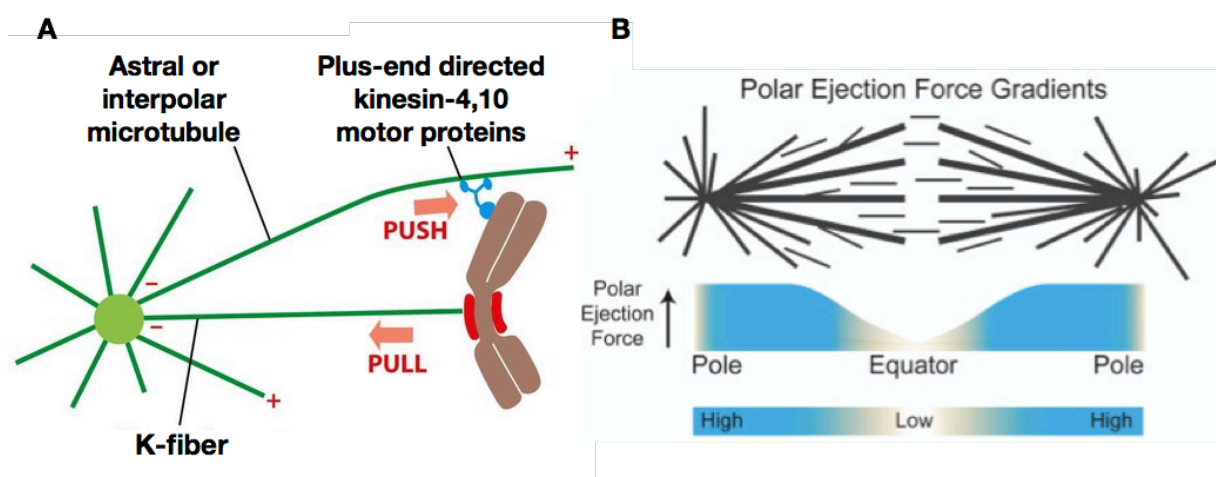 A
Astral or
interpolar
microtubule
Plus-end directed
kinesin-4,10
motor proteins
+
PUSH
−
−
PULL
+
K-fiber
B
Polar Ejection Force Gradients
Polar
Ejection
Force
Pole Equator Pole
High Low High